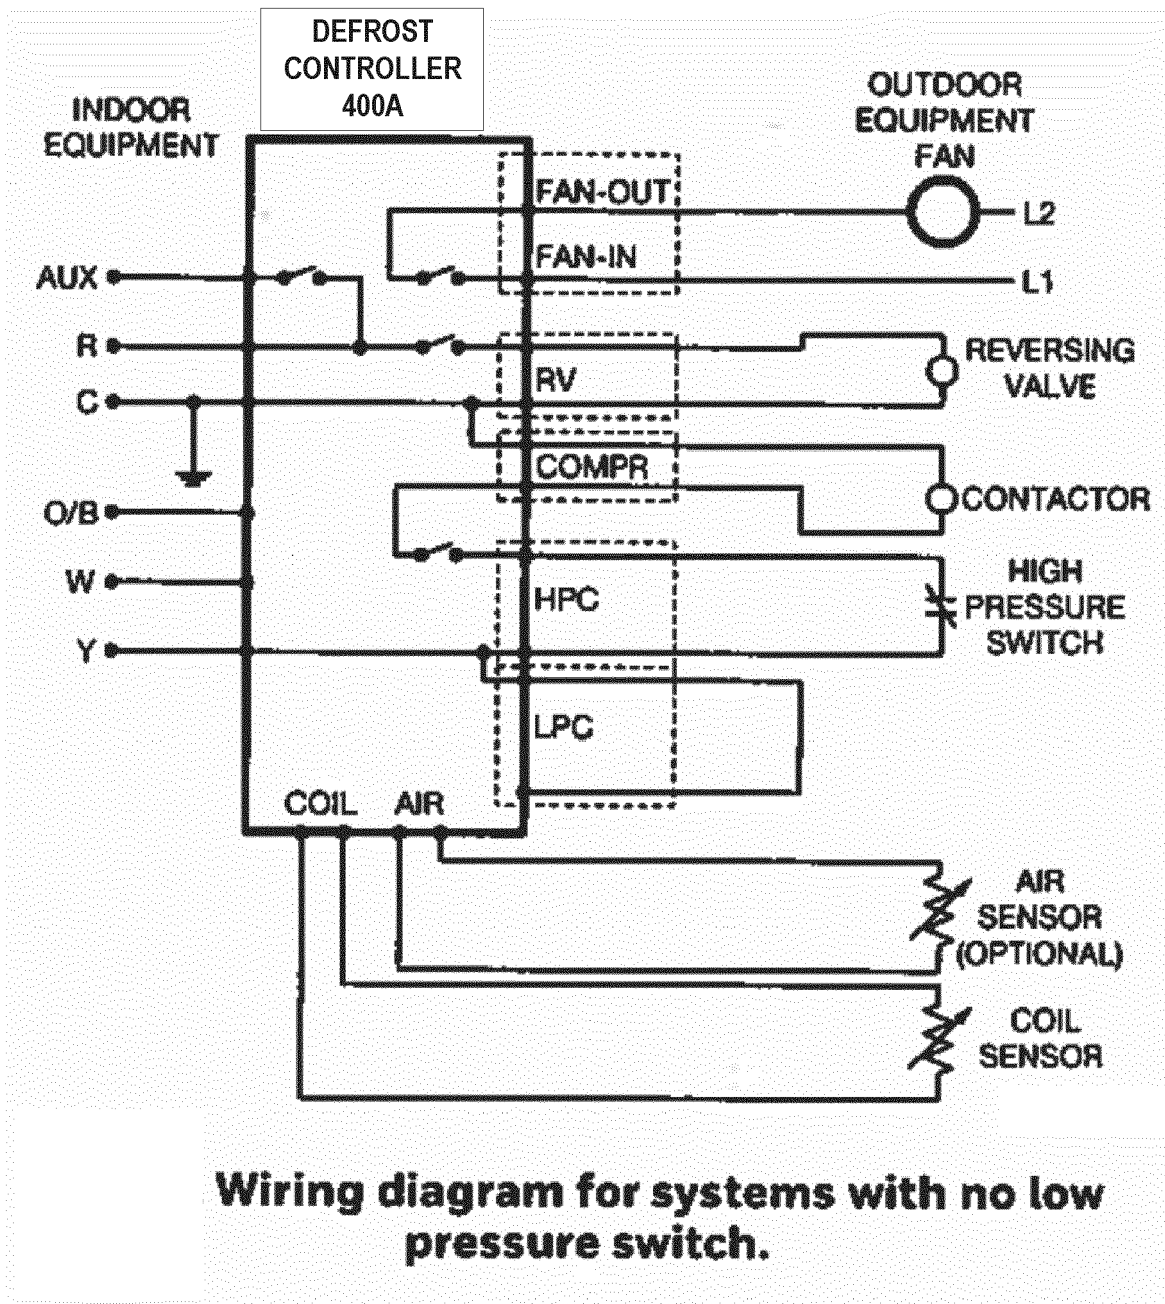 DEFROST
CONTROLLER
400A
INDOOR
EQUIPMENT
OUTDOOR
EQUIPMENT
FAN
FAN-OUT
L2
FAN-IN
AUX
L1
R
REVERSING
VALVE
RV
C
COMPR
CONTACTOR
O/B
HIGH
PRESSURE
SWITCH
W
HPC
Y
LPC
COIL
AIR
AIR
SENSOR
(OPTIONAL)
COIL
SENSOR
Wiring diagram for systems with no low
pressure switch.